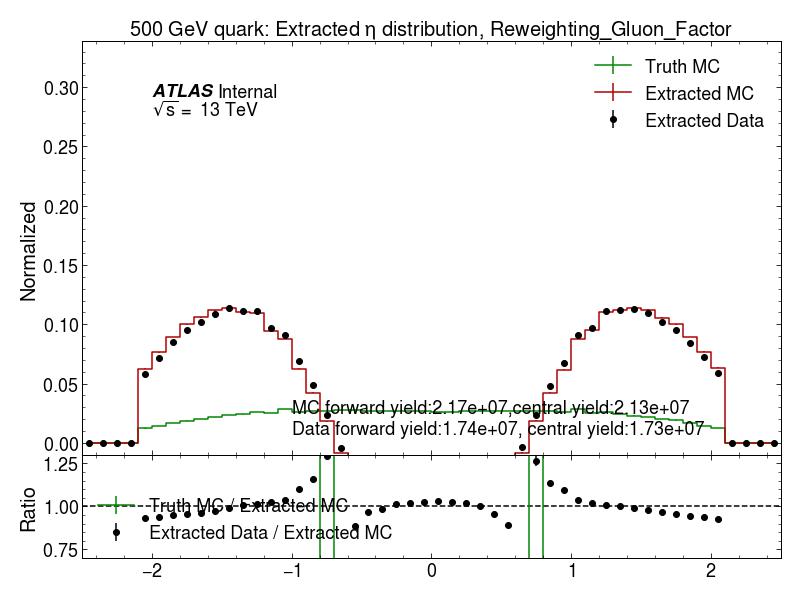 500 GeV quark: Extracted η distribution, Reweighting_Gluon_Factor
ATLAS Internal
√s = 13 TeV
Truth MC
Extracted MC
Extracted Data
Normalized
0.30
0.25
0.20
0.15
0.10
0.05
0.00
MC forward yield:2.17e+07,central yield:2.13e+07
Data forward yield:1.74e+07, central yield:1.73e+07
Ratio
1.25
1.00
0.75
Truth MC / Extracted MC
Extracted Data / Extracted MC
−2
−1
0
1
2